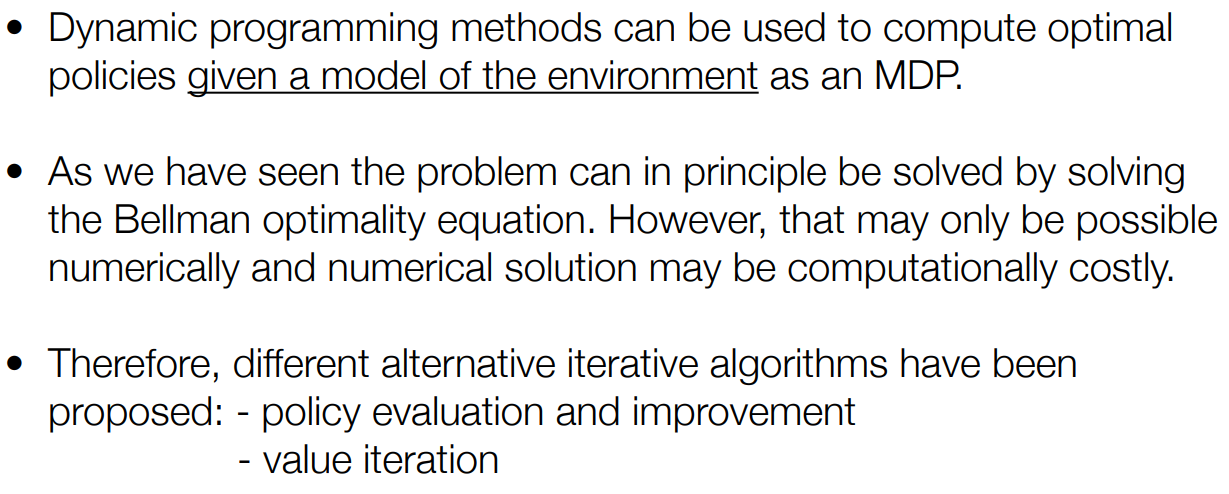 • Dynamic programming methods can be used to compute optimal
policies given a model of the environment as an MDP.
• As we have seen the problem can in principle be solved by solving
the Bellman optimality equation. However, that may only be possible
numerically and numerical solution may be computationally costly.
• Therefore, different alternative iterative algorithms have been
proposed: - policy evaluation and improvement
- value iteration